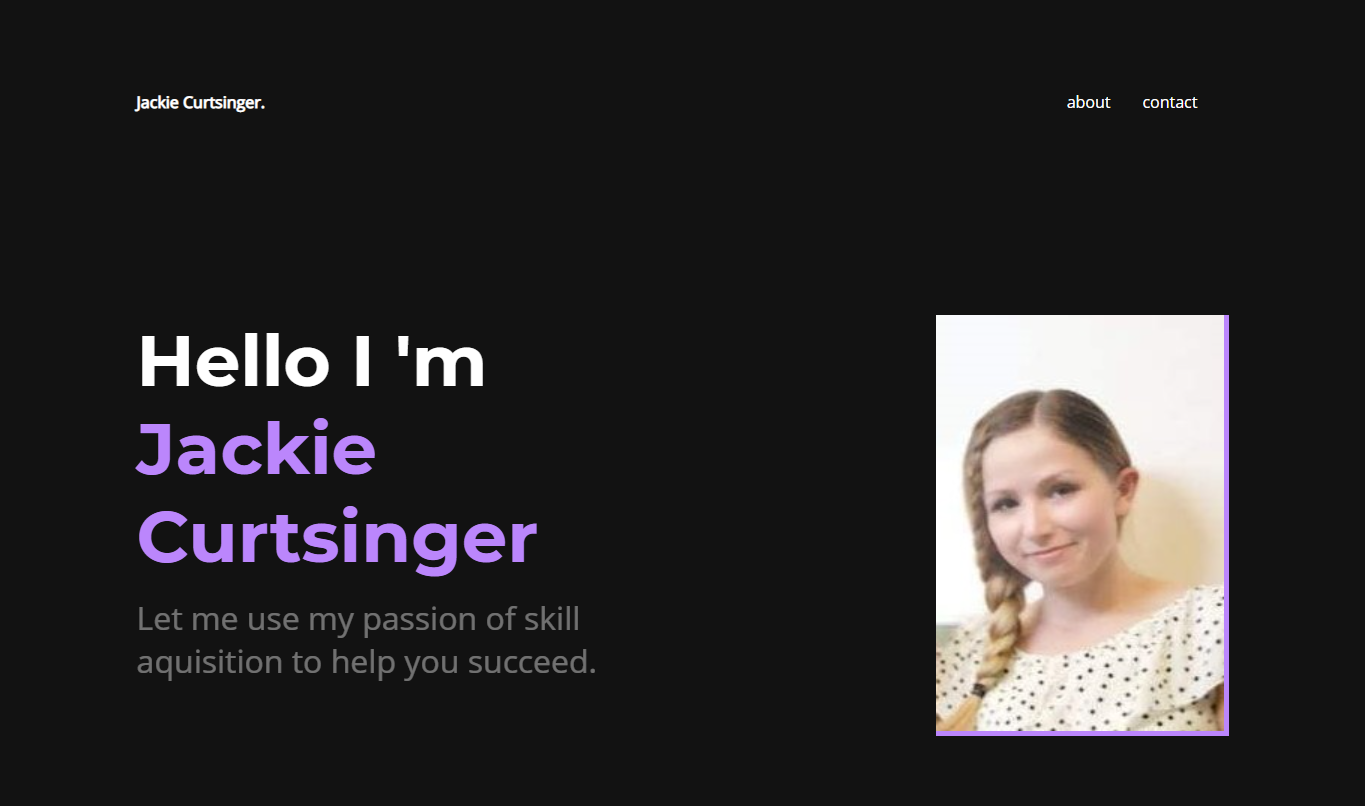 Jackie Curtsinger.
about contact
Hello I 'm
Jackie
Curtsinger
Let me use my passion of skill
aquisition to help you succeed.